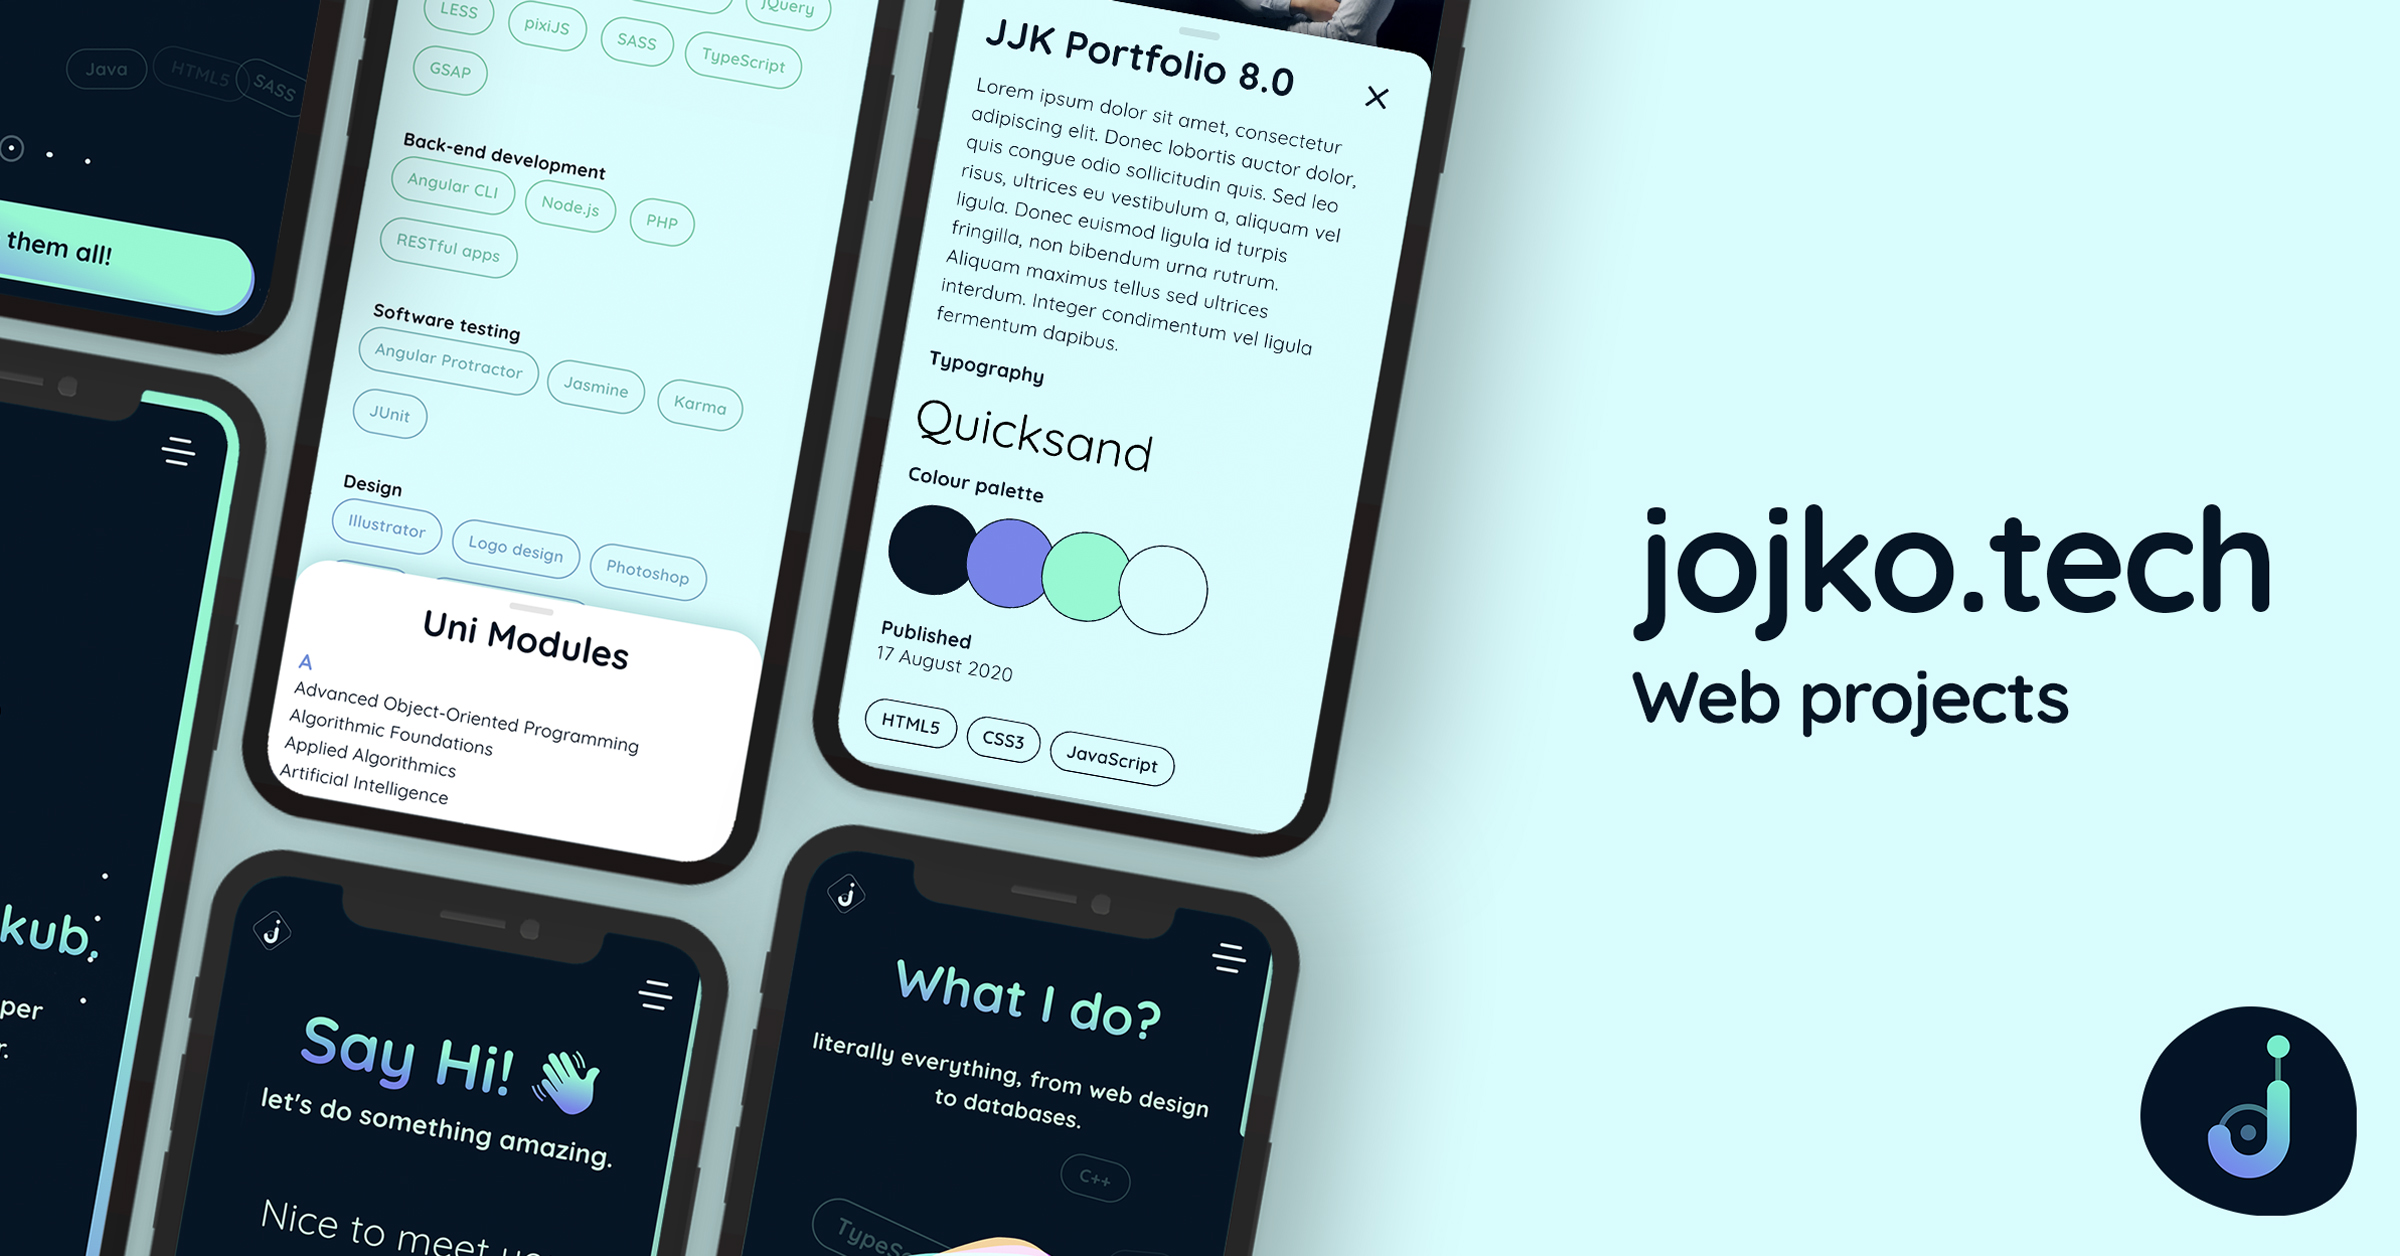 Java
HTML5
SASS
them all!
kub.
per
r.
LESS
pixiJS
SASS
jQuery
TypeScript
GSAP
Back-end development
Angular CLI
Node.js
PHP
RESTful apps
Software testing
Angular Protractor
Jasmine
Karma
JUnit
Design
Illustrator
Logo design
Photoshop
Uni Modules
A
Advanced Object-Oriented Programming
Algorithmic Foundations
Applied Algorithmics
Artificial Intelligence
JJK Portfolio 8.0
Lorem ipsum dolor sit amet, consectetur
adipiscing elit. Donec lobortis auctor dolor,
quis congue odio sollicitudin quis. Sed leo
risus, ultrices eu vestibulum a, aliquam vel
ligula. Donec euismod ligula id turpis
fringilla, non bibendum urna rutrum.
Aliquam maximus tellus sed ultrices
interdum. Integer condimentum vel ligula
fermentum dapibus.
Typography
Quicksand
Colour palette
Published
17 August 2020
HTML5
CSS3
JavaScript
Say Hi!
let's do something amazing.
Nice to meet
What I do?
literally everything, from web design
to databases.
C++
TypeS
jojko.tech
Web projects